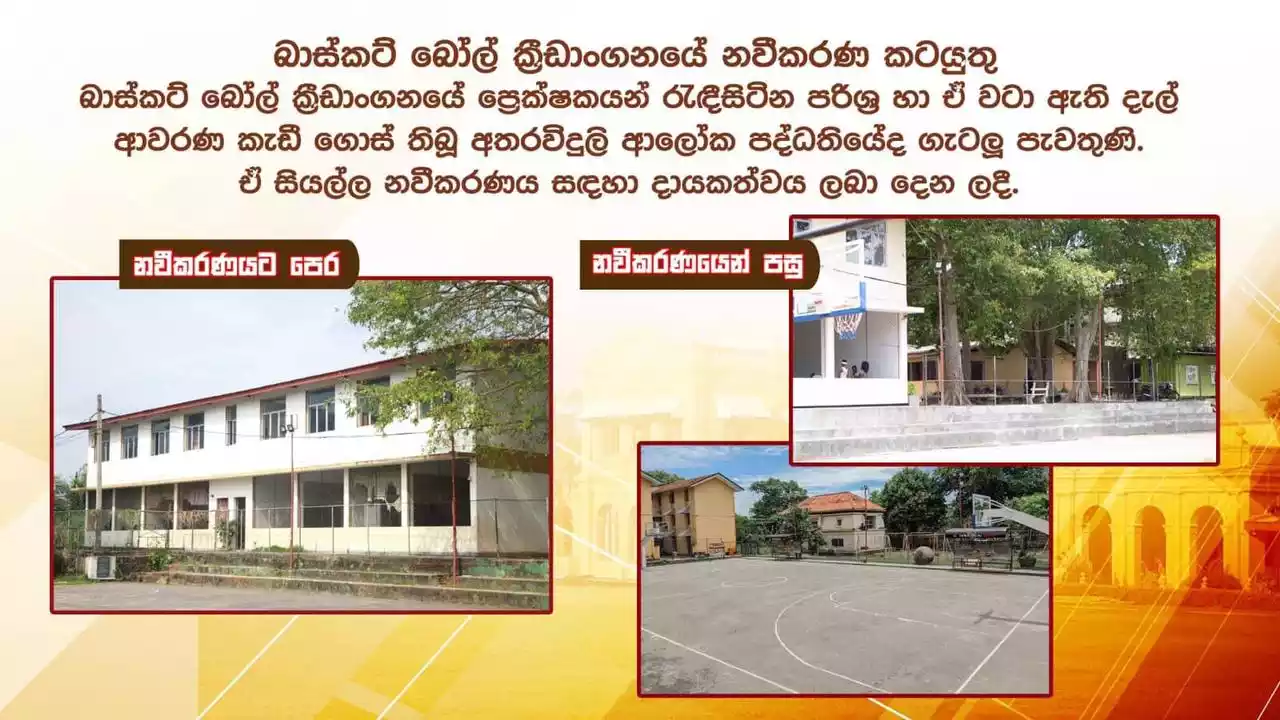 බාස්කට් බෝල් ක්‍රීඩාංගනයේ නවීකරණ කටයුතු
බාස්කට් බෝල් ක්‍රීඩාංගනයේ ප්‍රෙක්ෂකයන් රැඳීසිටින පරිශ්‍ර හා ඒ වටා ඇති දැල්
ආවරණ කැඩී ගොස් තිබූ අතරවිදුලි ආලෝක පද්ධතියේද ගැටලූ පැවතුණි.
ඒ සියල්ල නවීකරණය සඳහා දායකත්වය ලබා දෙන ලදී.
නවීකරණයට පෙර
නවීකරණයෙන් පසු